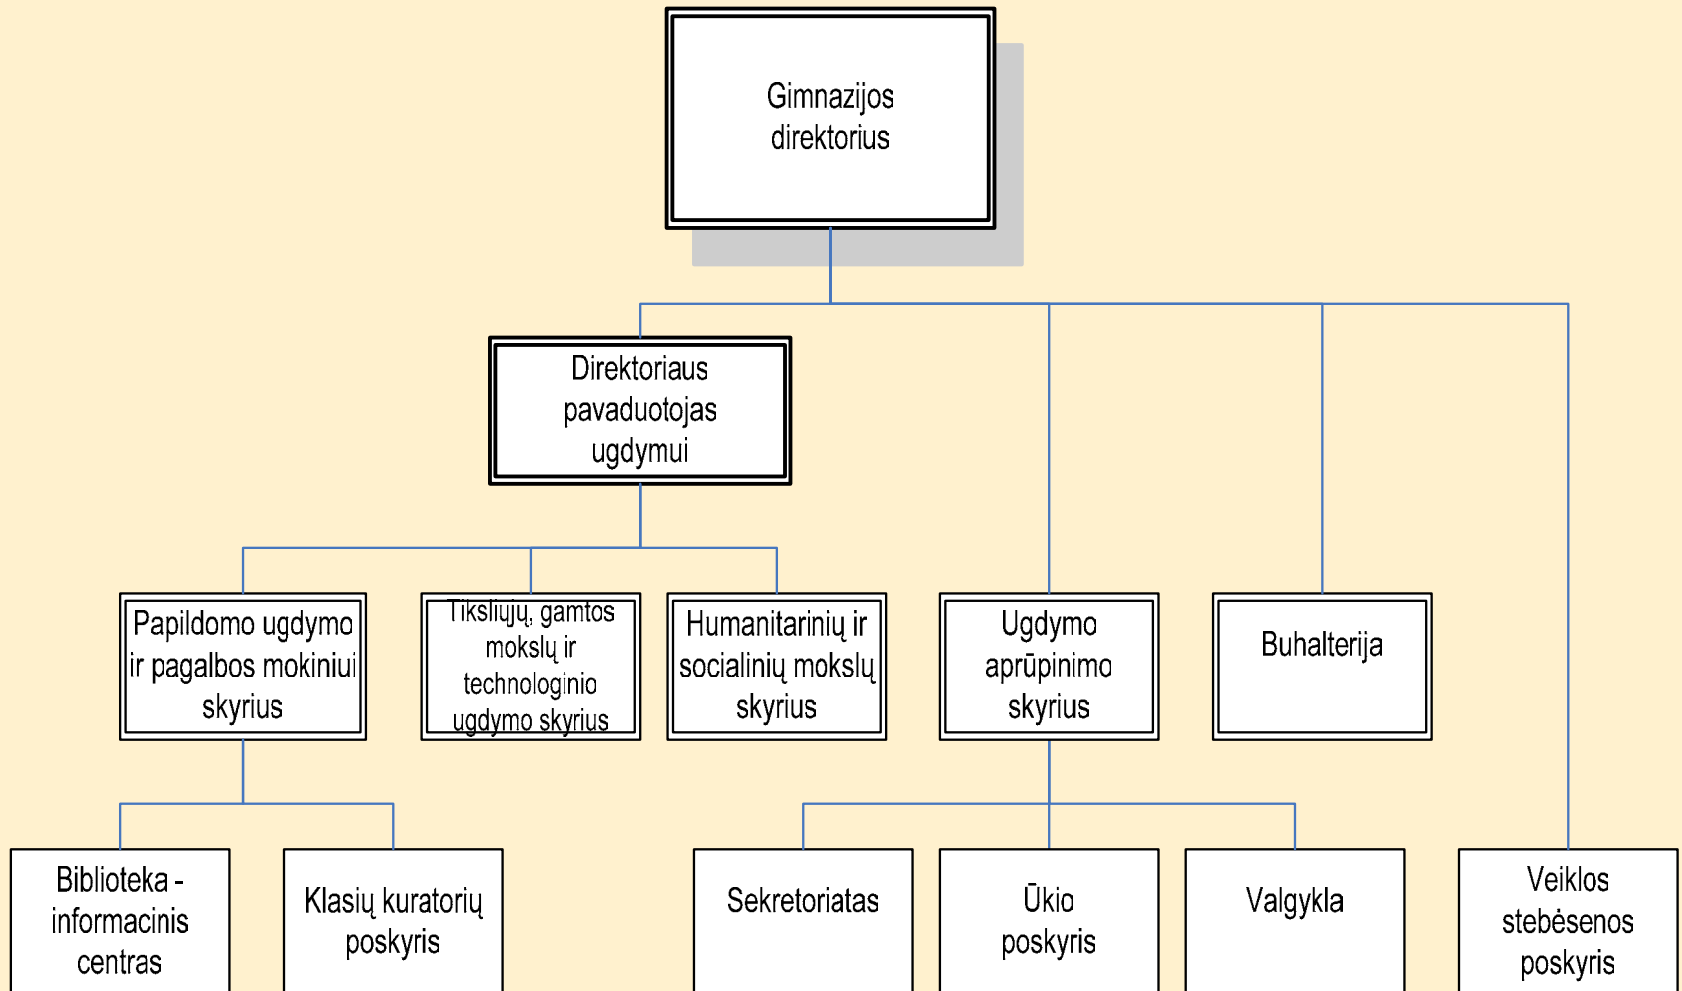 Gimnazijos
direktorius
Direktoriaus
pavaduotojas
ugdymui
Papildomo ugdymo
ir pagalbos mokiniui
skyrius
Tiksliųjų, gamtos
mokslų ir
technologinio
ugdymo skyrius
Humanitarinių ir
socialinių mokslų
skyrius
Ugdymo
aprūpinimo
skyrius
Buhalterija
Biblioteka -
informacinis
centras
Klasių kuratorių
poskyris
Sekretoriatas
Ūkio
poskyris
Valgykla
Veiklos
stebėsenos
poskyris